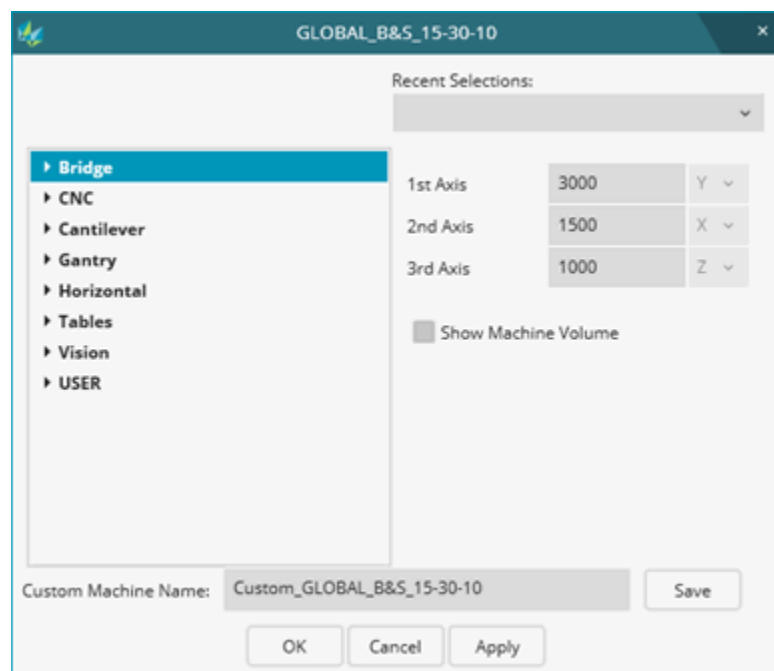 GLOBAL_B&S_15-30-10
Recent Selections:
Bridge
CNC
Cantilever
Gantry
Horizontal
Tables
Vision
USER
1st Axis 3000 Y
2nd Axis 1500 X
3rd Axis 1000 Z
Show Machine Volume
Custom Machine Name: Custom_GLOBAL_B&S_15-30-10 Save
OK Cancel Apply